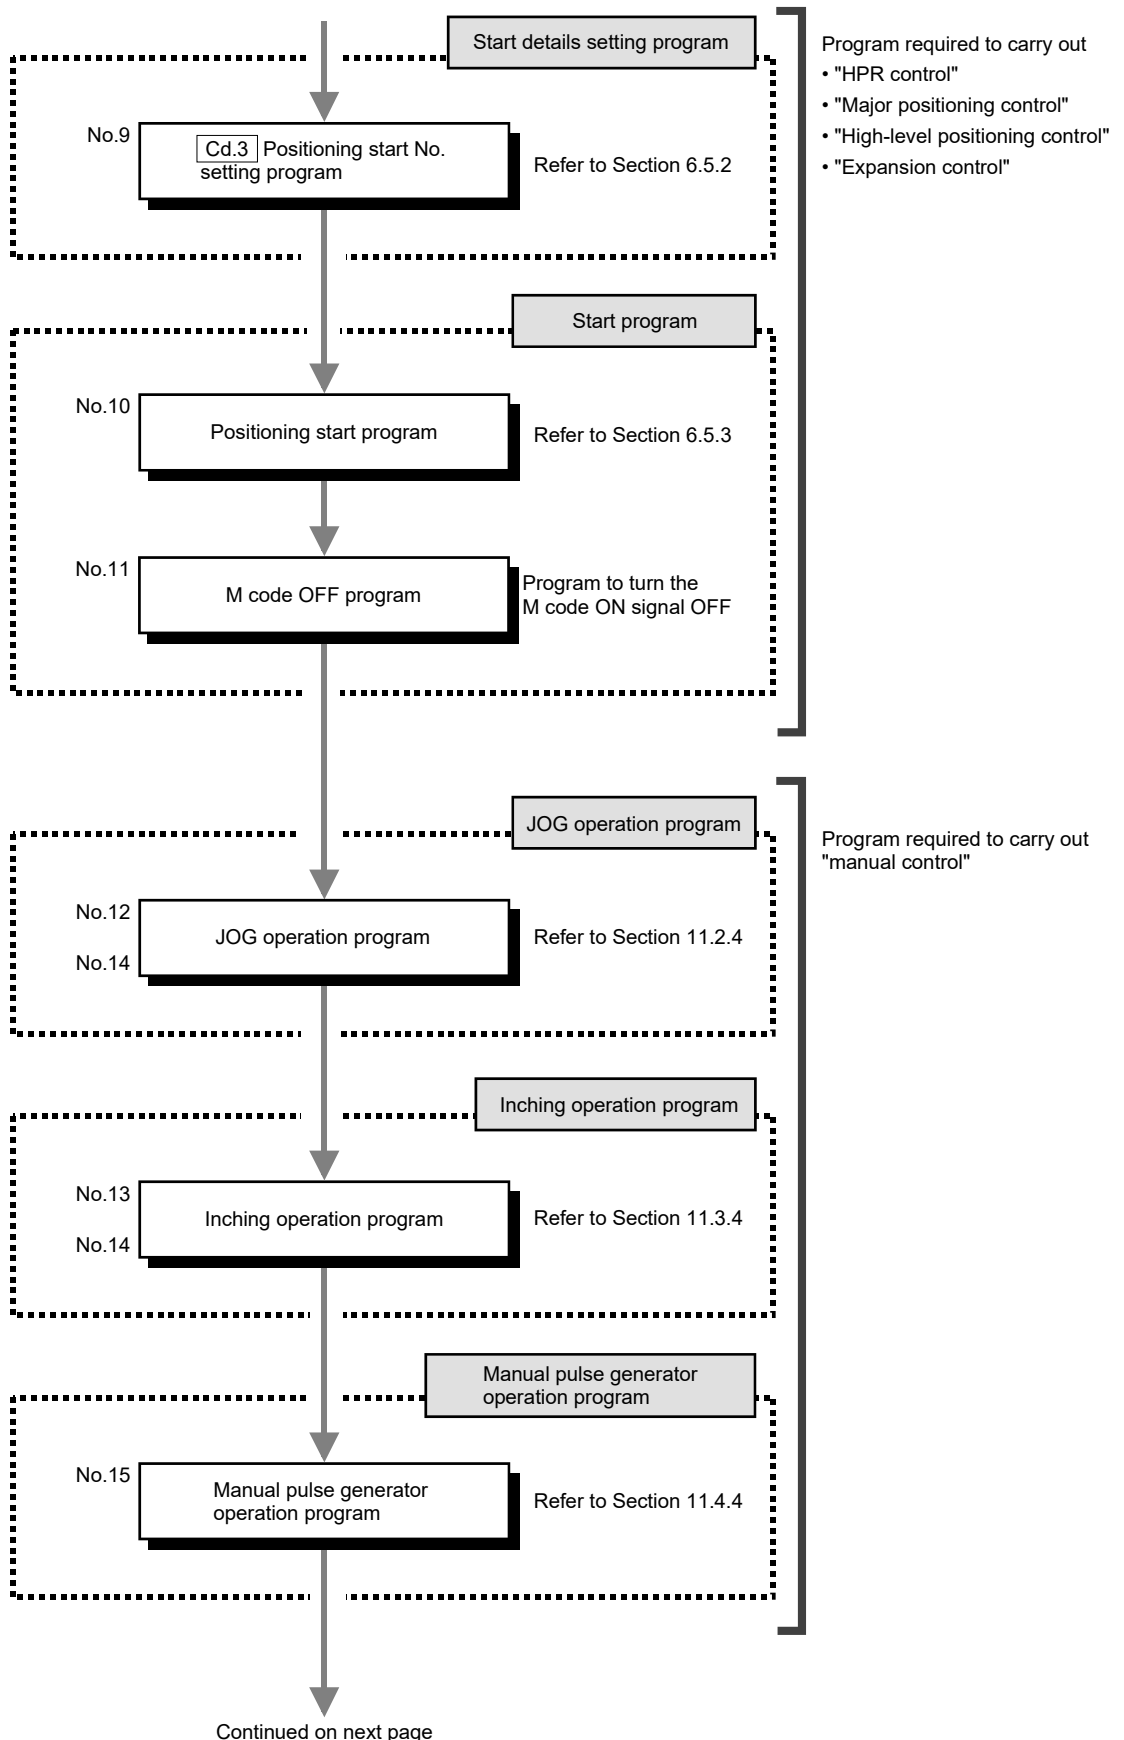 Start details setting program
Program required to carry out
• "HPR control"
• "Major positioning control"
• "High-level positioning control"
• "Expansion control"
No.9
Cd.3 Positioning start No.
setting program
Refer to Section 6.5.2
Start program
No.10
Positioning start program
Refer to Section 6.5.3
No.11
M code OFF program
Program to turn the
M code ON signal OFF
JOG operation program
Program required to carry out
"manual control"
No.12
JOG operation program
Refer to Section 11.2.4
No.14
Inching operation program
No.13
Inching operation program
Refer to Section 11.3.4
No.14
Manual pulse generator
operation program
No.15
Manual pulse generator
operation program
Refer to Section 11.4.4
Continued on next page